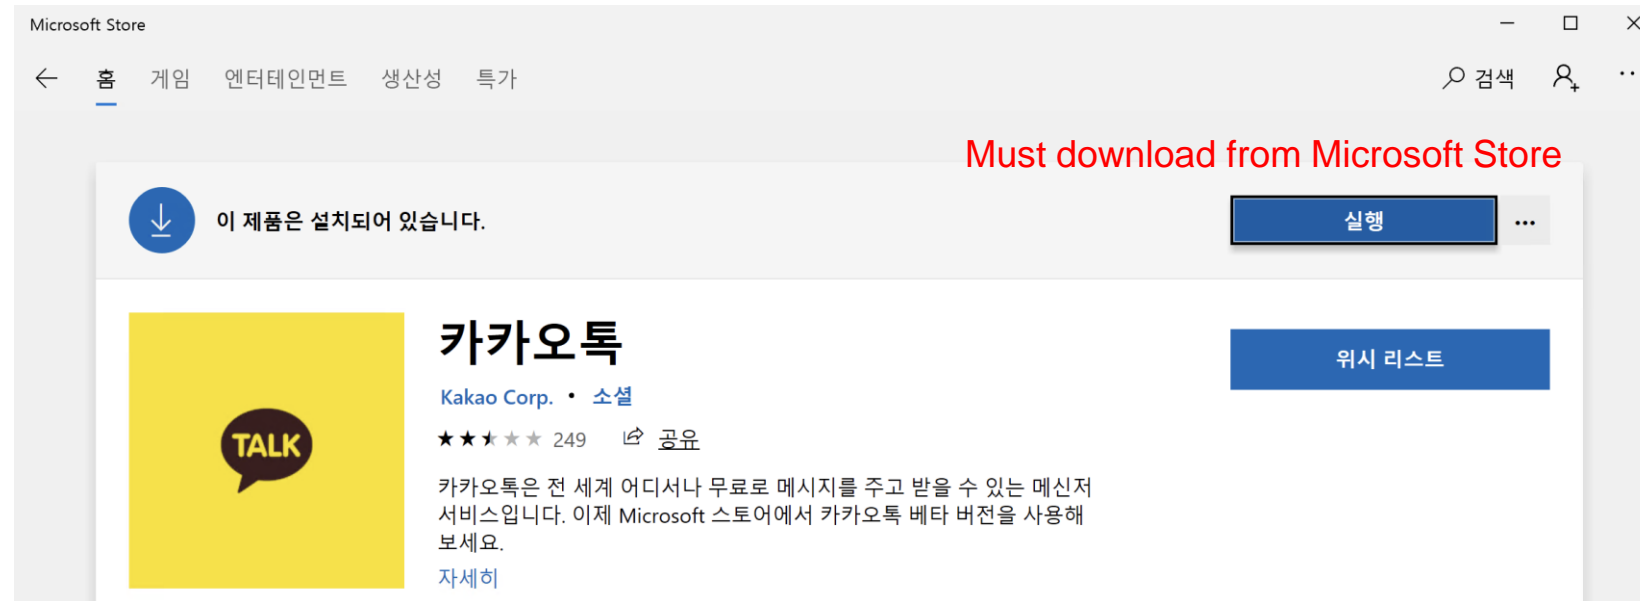 Microsoft Store
홈 게임 엔터테인먼트 생산성 특가 검색
Must download from Microsoft Store
이 제품은 설치되어 있습니다. 실행 ...
카카오톡
위시 리스트
Kakao Corp. • 소셜
TALK
249 공유
카카오톡은 전 세계 어디서나 무료로 메시지를 주고 받을 수 있는 메신저
서비스입니다. 이제 Microsoft 스토어에서 카카오톡 베타 버전을 사용해
보세요.
자세히